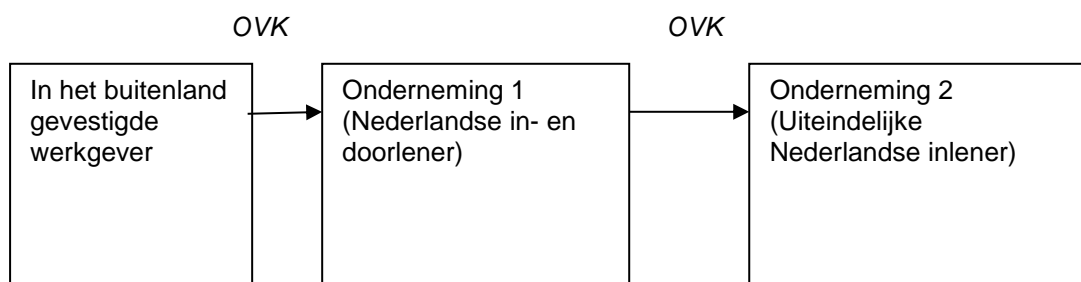 OVK
OVK
In het buitenland
gevestigde
werkgever
Onderneming 1
(Nederlandse in- en
doorlener)
Onderneming 2
(Uiteindelijke
Nederlandse inlener)